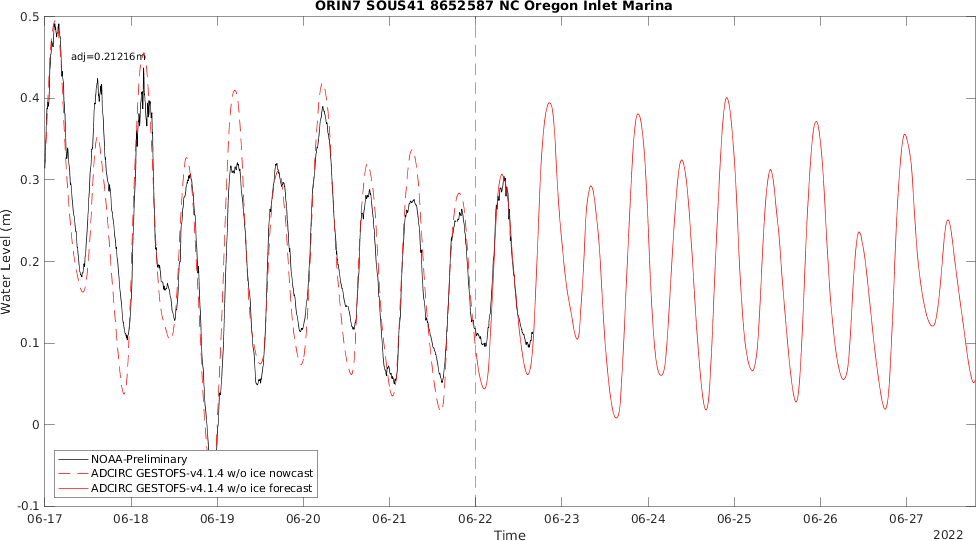 ORIN7 SOUS41 8652587 NC Oregon Inlet Marina
adj=0.21216m
0.5
0.4
0.3
0.2
0.1
0
-0.1
Water Level (m)
NOAA-Preliminary
ADCIRC GESTOFS-v4.1.4 w/o ice nowcast
ADCIRC GESTOFS-v4.1.4 w/o ice forecast
06-17 06-18 06-19 06-20 06-21 06-22 06-23 06-24 06-25 06-26 06-27
Time
2022